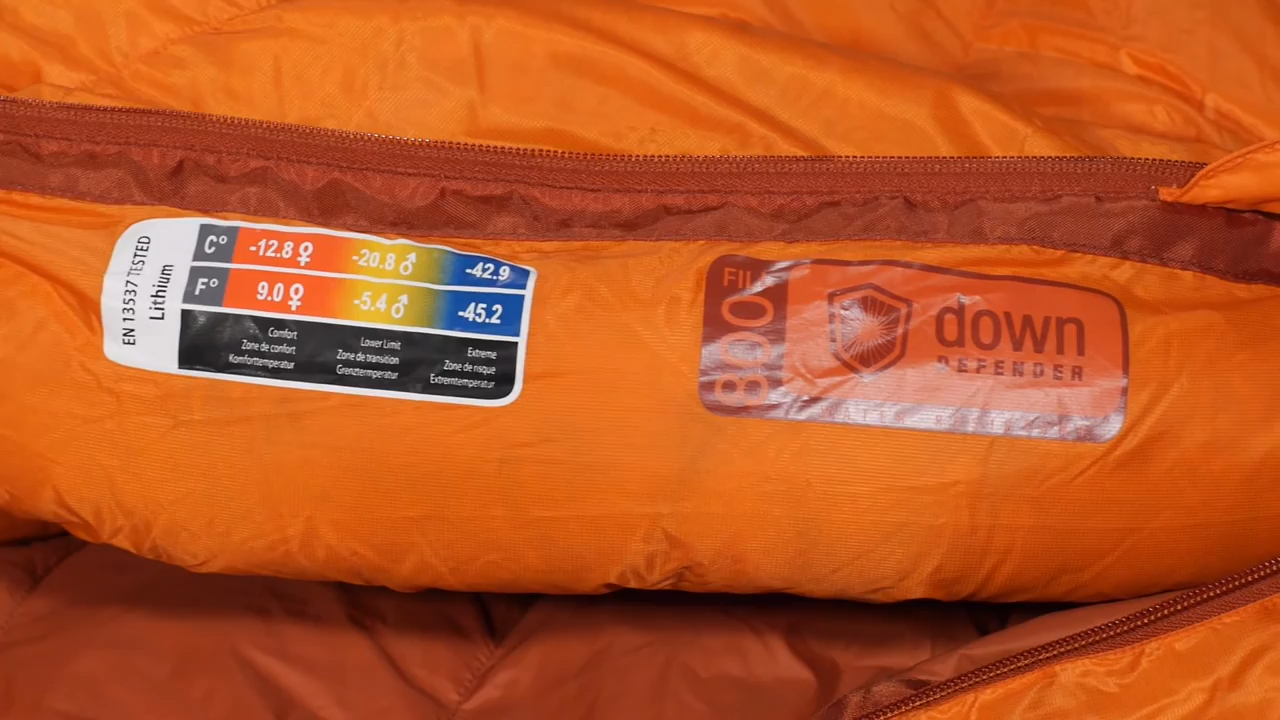 EN 13537 TESTED
Lithium
C° -12.8♀ -20.8♂ -42.9
F° 9.0♀ -5.4♂ -45.2
Comfort
Zone de confort
Komforttemperatur
Lower Limit
Zone de transition
Grenztermperatur
Extreme
Zone de risque
Extremtemperatur
800
FILL
down
DEFENDER